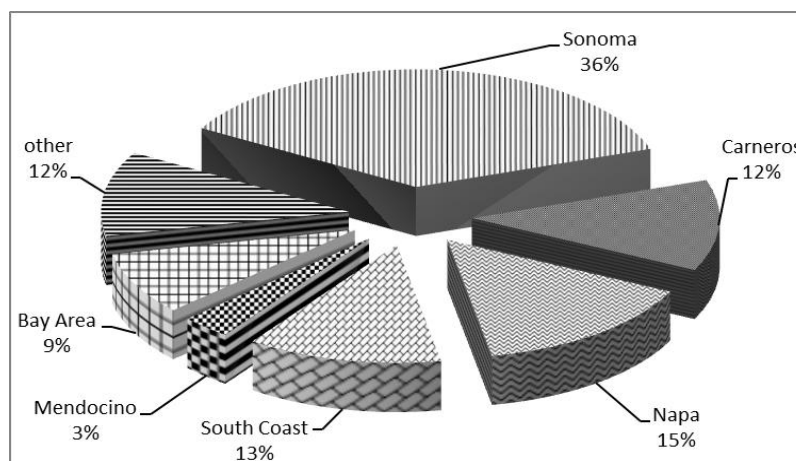 Sonoma
36%
Carneros
12%
Napa
15%
South Coast
13%
Mendocino
3%
Bay Area
9%
other
12%